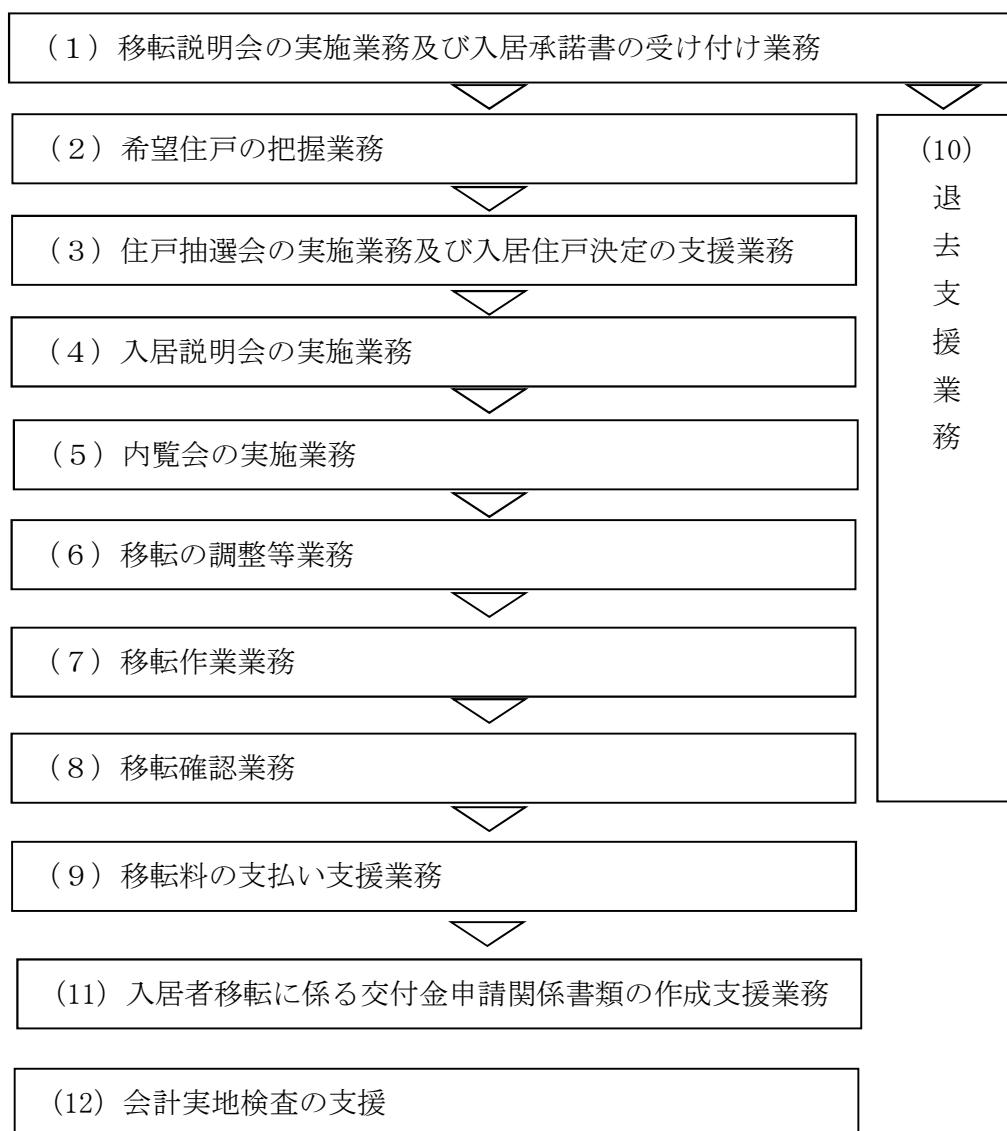 （１）移転説明会の実施業務及び入居承諾書の受け付け業務
（２）希望住戸の把握業務
（３）住戸抽選会の実施業務及び入居住戸決定の支援業務
（４）入居説明会の実施業務
（５）内覧会の実施業務
（６）移転の調整等業務
（７）移転作業業務
（８）移転確認業務
（９）移転料の支払い支援業務
(10)
退
去
支
援
業
務
(11) 入居者移転に係る交付金申請関係書類の作成支援業務
(12) 会計実地検査の支援